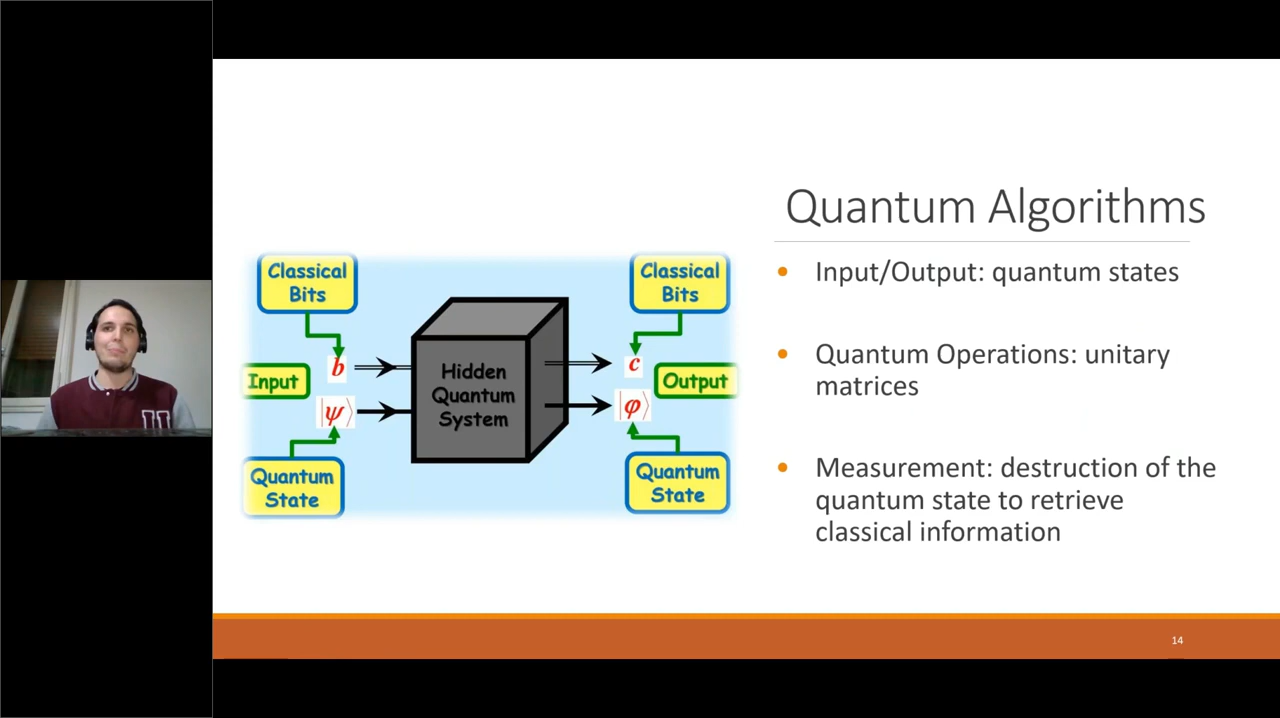 Quantum Algorithms
Input/Output: quantum states
Quantum Operations: unitary
matrices
Measurement: destruction of the
quantum state to retrieve
classical information
Classical
Bits
Classical
Bits
Input
b
|ψ⟩
Hidden
Quantum
System
c
|φ⟩
Output
Quantum
State
Quantum
State
14